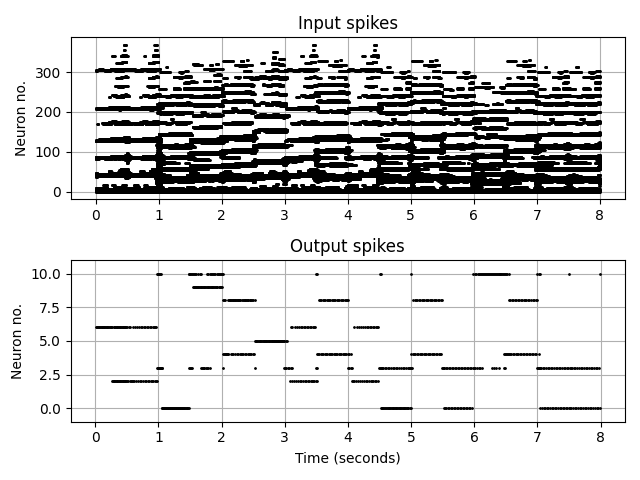 Input spikes
Neuron no.
300
200
100
0
0 1 2 3 4 5 6 7 8
Output spikes
Neuron no.
10.0
7.5
5.0
2.5
0.0
0 1 2 3 4 5 6 7 8
Time (seconds)